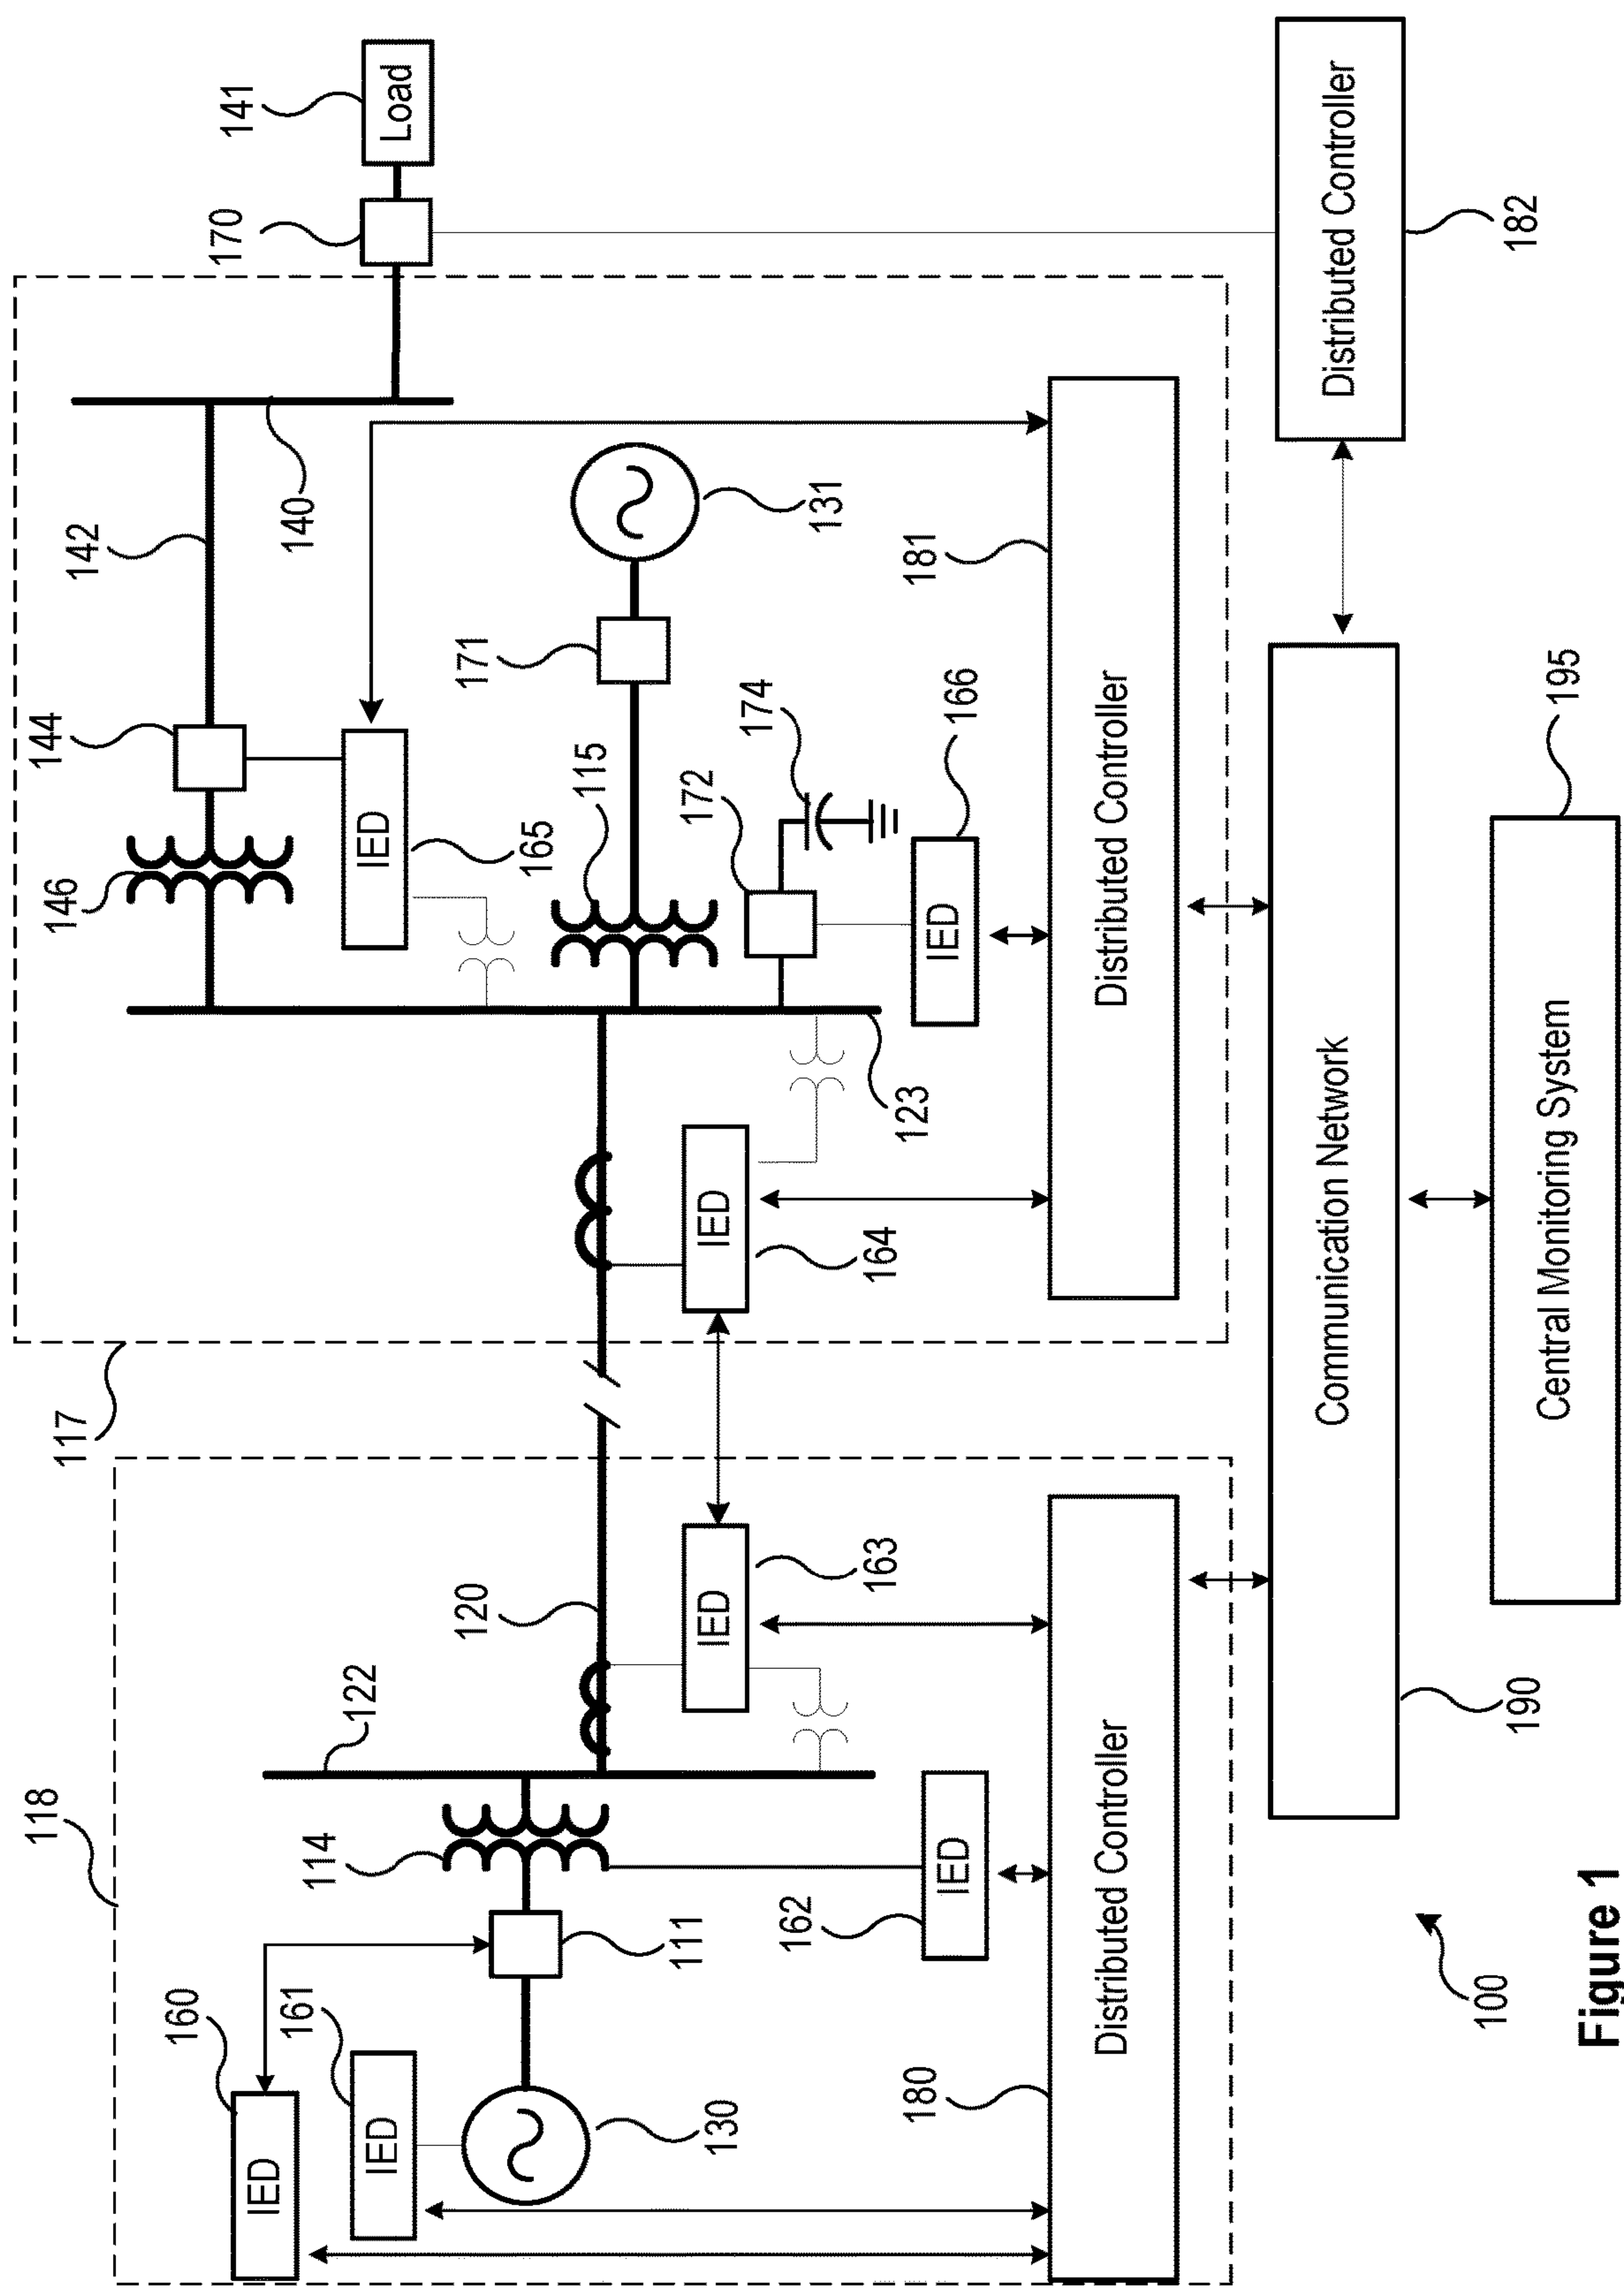 118
117
160
IED
161
IED
130
111
114
122
120
162
IED
163
IED
164
IED
123
146
144
142
140
165
IED
115
171
131
172
174
166
IED
170
141
Load
180
Distributed Controller
181
Distributed Controller
182
Distributed Controller
190
Communication Network
195
Central Monitoring System
100
Figure 1